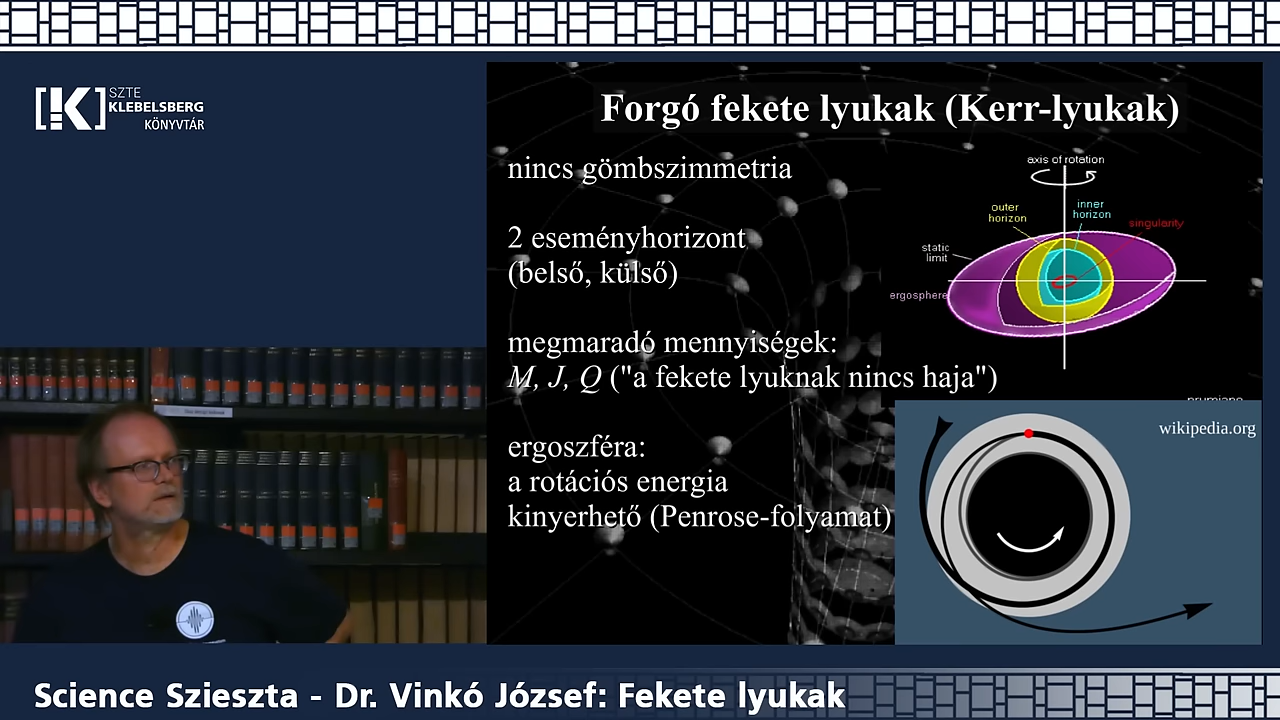 SZTE
KLEBELSBERG
KÖNYVTÁR
Forgó fekete lyukak (Kerr-lyukak)
nincs gömbszimmetria
2 eseményhorizont
(belső, külső)
megmaradó mennyiségek:
M, J, Q ("a fekete lyuknak nincs haja")
ergoszféra:
a rotációs energia
kinyerhető (Penrose-folyamat)
axis of rotation
outer
horizon
inner
horizon
singularity
static
limit
ergosphere
wikipedia.org
Science Szieszta - Dr. Vinkó József: Fekete lyukak